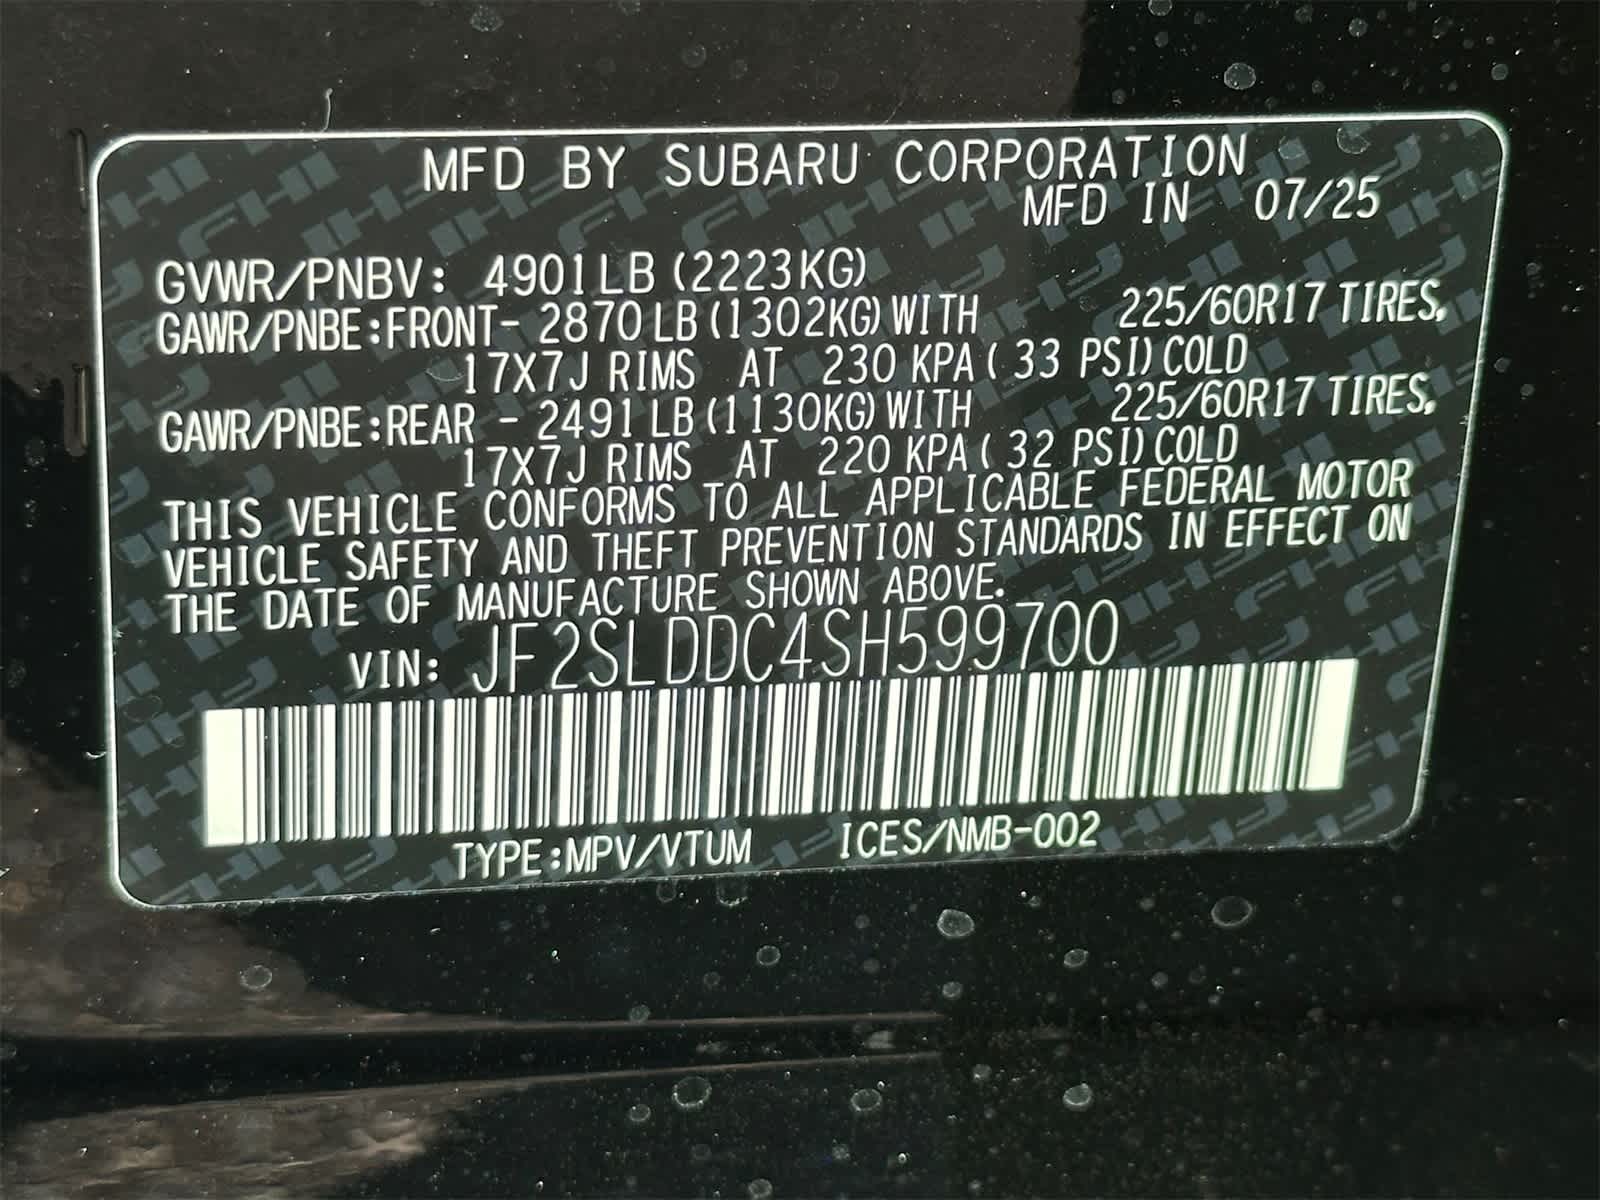 MFD BY SUBARU CORPORATION
MFD IN 07/25
GVWR/PNBV: 4901LB (2223KG)
GAWR/PNBE:FRONT- 2870 LB (1302KG) WITH 225/60R17 TIRES,
17X7J RIMS AT 230 KPA ( 33 PSI) COLD
GAWR/PNBE:REAR - 2491 LB (1130KG) WITH 225/60R17 TIRES,
17X7J RIMS AT 220 KPA ( 32 PSI) COLD
THIS VEHICLE CONFORMS TO ALL APPLICABLE FEDERAL MOTOR
VEHICLE SAFETY AND THEFT PREVENTION STANDARDS IN EFFECT ON
THE DATE OF MANUFACTURE SHOWN ABOVE.
VIN: JF2SLDDC4SH599700
TYPE:MPV/VTUM ICES/NMB-002